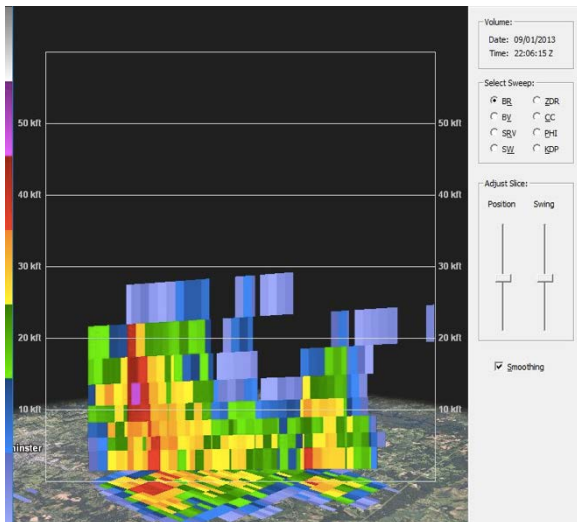 Volume:
Date: 09/01/2013
Time: 22:06:15 Z
Select Sweep:
BR ZDR
BV CC
SRV PHI
SW KDP
Adjust Slice:
Position Swing
Smoothing
50 kft 50 kft
40 kft 40 kft
30 kft 30 kft
20 kft 20 kft
10 kft 10 kft
inster